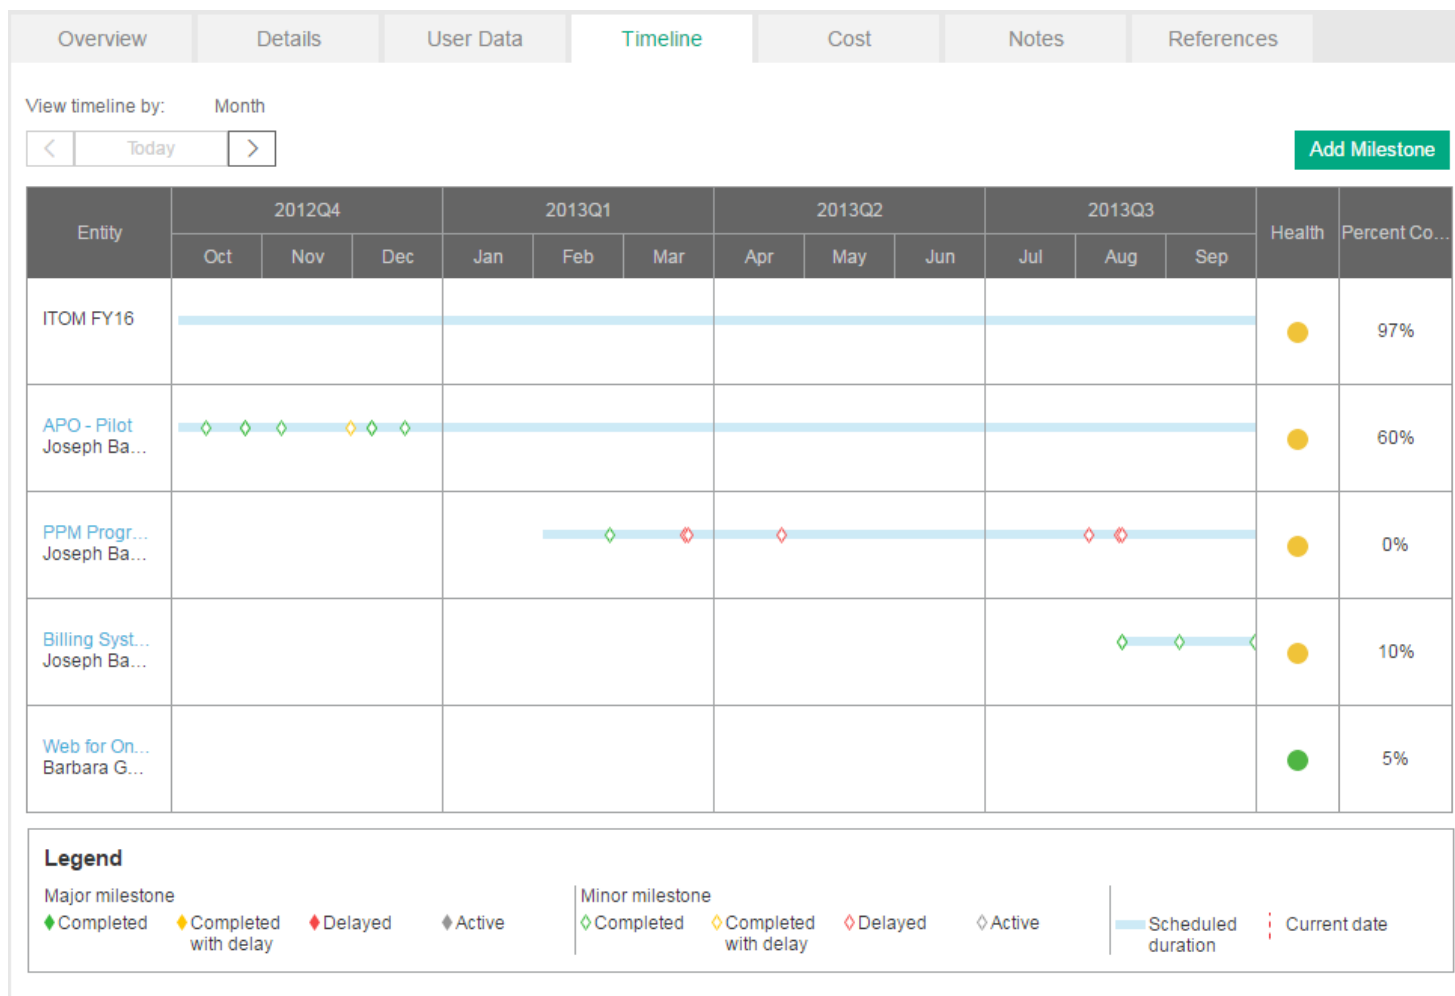 Overview Details User Data Timeline Cost Notes References
View timeline by: Month
Today
Add Milestone
Entity 2012Q4 2013Q1 2013Q2 2013Q3 Health Percent Co...
Oct Nov Dec Jan Feb Mar Apr May Jun Jul Aug Sep
ITOM FY16 97%
APO - Pilot
Joseph Ba... 60%
PPM Progr...
Joseph Ba... 0%
Billing Syst...
Joseph Ba... 10%
Web for On...
Barbara G... 5%
Legend
Major milestone Minor milestone
Completed Completed with delay Delayed Active Completed Completed with delay Delayed Active Scheduled duration Current date